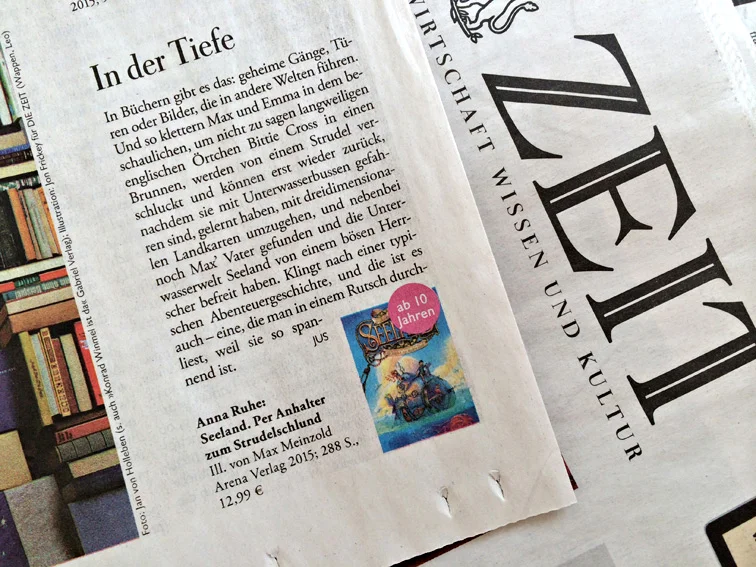 2015,
In der Tiefe
In Büchern gibt es das: geheime Gänge, Tü-
ren oder Bilder, die in andere Welten führen.
Und so klettern Max und Emma in dem be-
schaulichen, um nicht zu sagen langweiligen
englischen Örtchen Bittie Cross in einen
Brunnen, werden von einem Strudel ver-
schluckt und können erst wieder zurück,
nachdem sie mit Unterwasserbussen gefah-
ren sind, gelernt haben, mit dreidimensiona-
len Landkarten umzugehen, und nebenbei
noch Max' Vater gefunden und die Unter-
wasserwelt Seeland von einem bösen Herr-
scher befreit haben. Klingt nach einer typi-
schen Abenteuergeschichte, und die ist es
auch – eine, die man in einem Rutsch durch-
liest, weil sie so span-
nend ist.
JUS
ab 10
Jahren
Anna Ruhe:
Seeland. Per Anhalter
zum Strudelschlund
Ill. von Max Meinzold
Arena Verlag 2015; 288 S.,
12,99 €
Foto: Jan von Holleben (s. auch »Konrad Wimmel ist da«, Gabriel Verlag); Illustration: Jon Frickey für DIE ZEIT (Wappen, Leo)
ZEIT
WIRTSCHAFT WISSEN UND KULTUR